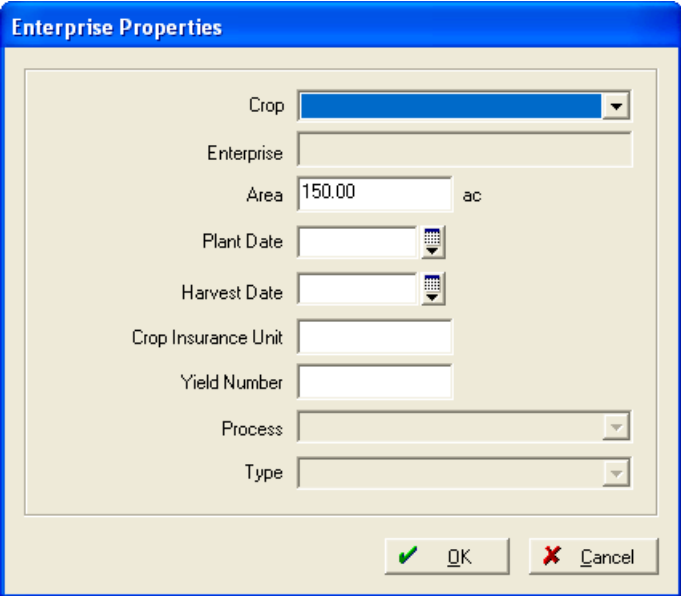 Enterprise Properties
Crop
Enterprise
Area 150.00 ac
Plant Date
Harvest Date
Crop Insurance Unit
Yield Number
Process
Type
OK Cancel